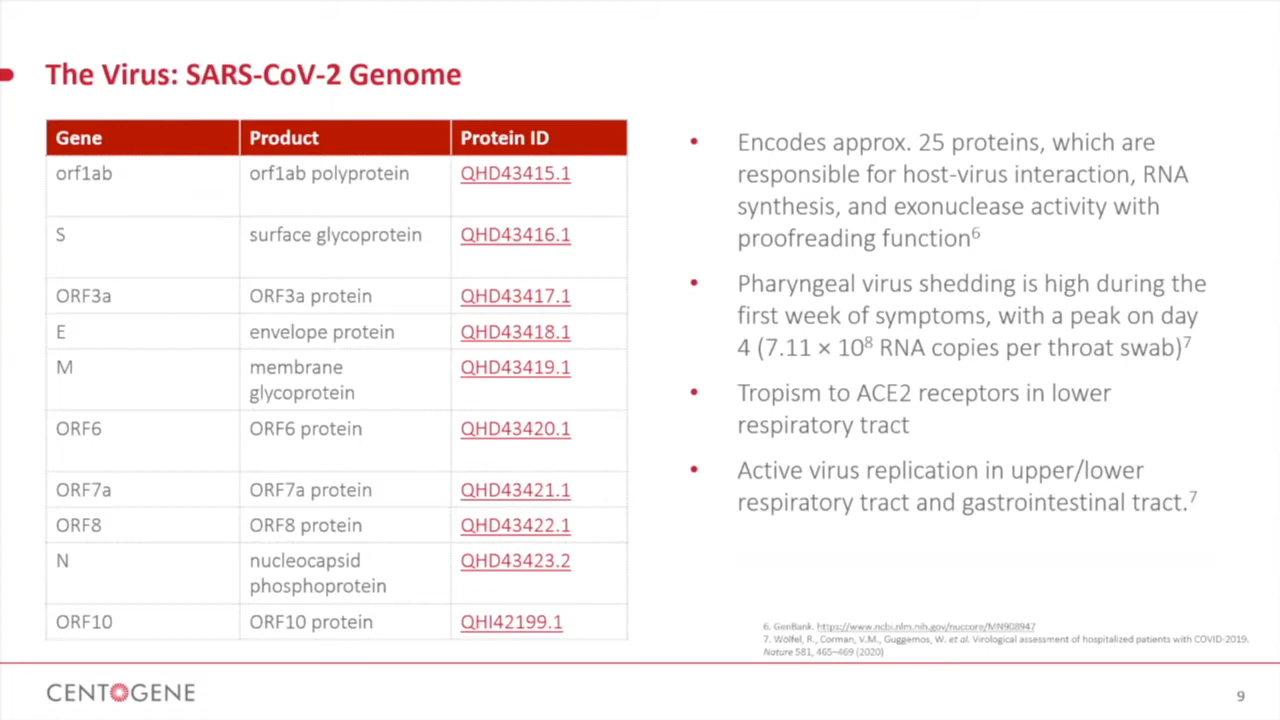 The Virus: SARS-CoV-2 Genome
Gene Product Protein ID
orf1ab orf1ab polyprotein QHD43415.1
S surface glycoprotein QHD43416.1
ORF3a ORF3a protein QHD43417.1
E envelope protein QHD43418.1
M membrane glycoprotein QHD43419.1
ORF6 ORF6 protein QHD43420.1
ORF7a ORF7a protein QHD43421.1
ORF8 ORF8 protein QHD43422.1
N nucleocapsid phosphoprotein QHD43423.2
ORF10 ORF10 protein QHI42199.1
• Encodes approx. 25 proteins, which are
responsible for host-virus interaction, RNA
synthesis, and exonuclease activity with
proofreading function⁶
• Pharyngeal virus shedding is high during the
first week of symptoms, with a peak on day
4 (7.11 × 10⁸ RNA copies per throat swab)⁷
• Tropism to ACE2 receptors in lower
respiratory tract
• Active virus replication in upper/lower
respiratory tract and gastrointestinal tract.⁷
6. GenBank. https://www.ncbi.nlm.nih.gov/nuccore/MN908947
7. Wölfel, R., Corman, V.M., Guggemos, W. et al. Virological assessment of hospitalized patients with COVID-2019.
Nature 581, 465–469 (2020)
CENTOGENE
9